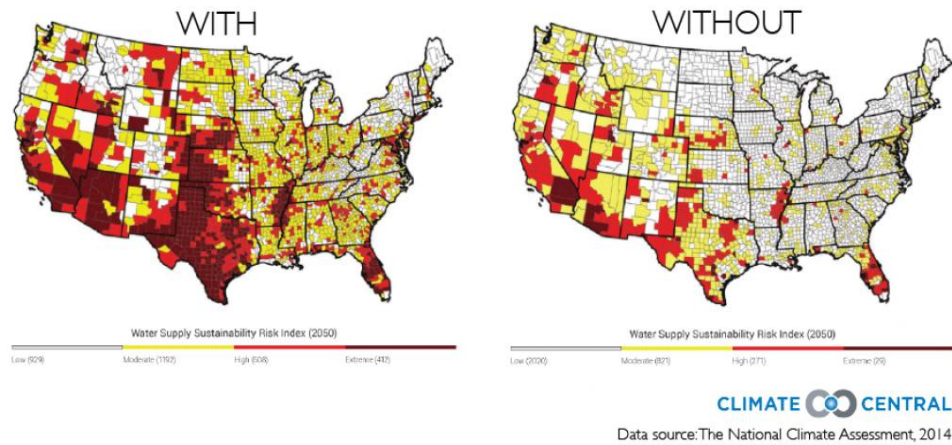 WITH
WITHOUT
Water Supply Sustainability Risk Index (2050)
Low (929)
Moderate (1192)
High (508)
Extreme (412)
Water Supply Sustainability Risk Index (2050)
Low (2020)
Moderate (821)
High (271)
Extreme (29)
CLIMATE CENTRAL
Data source: The National Climate Assessment, 2014